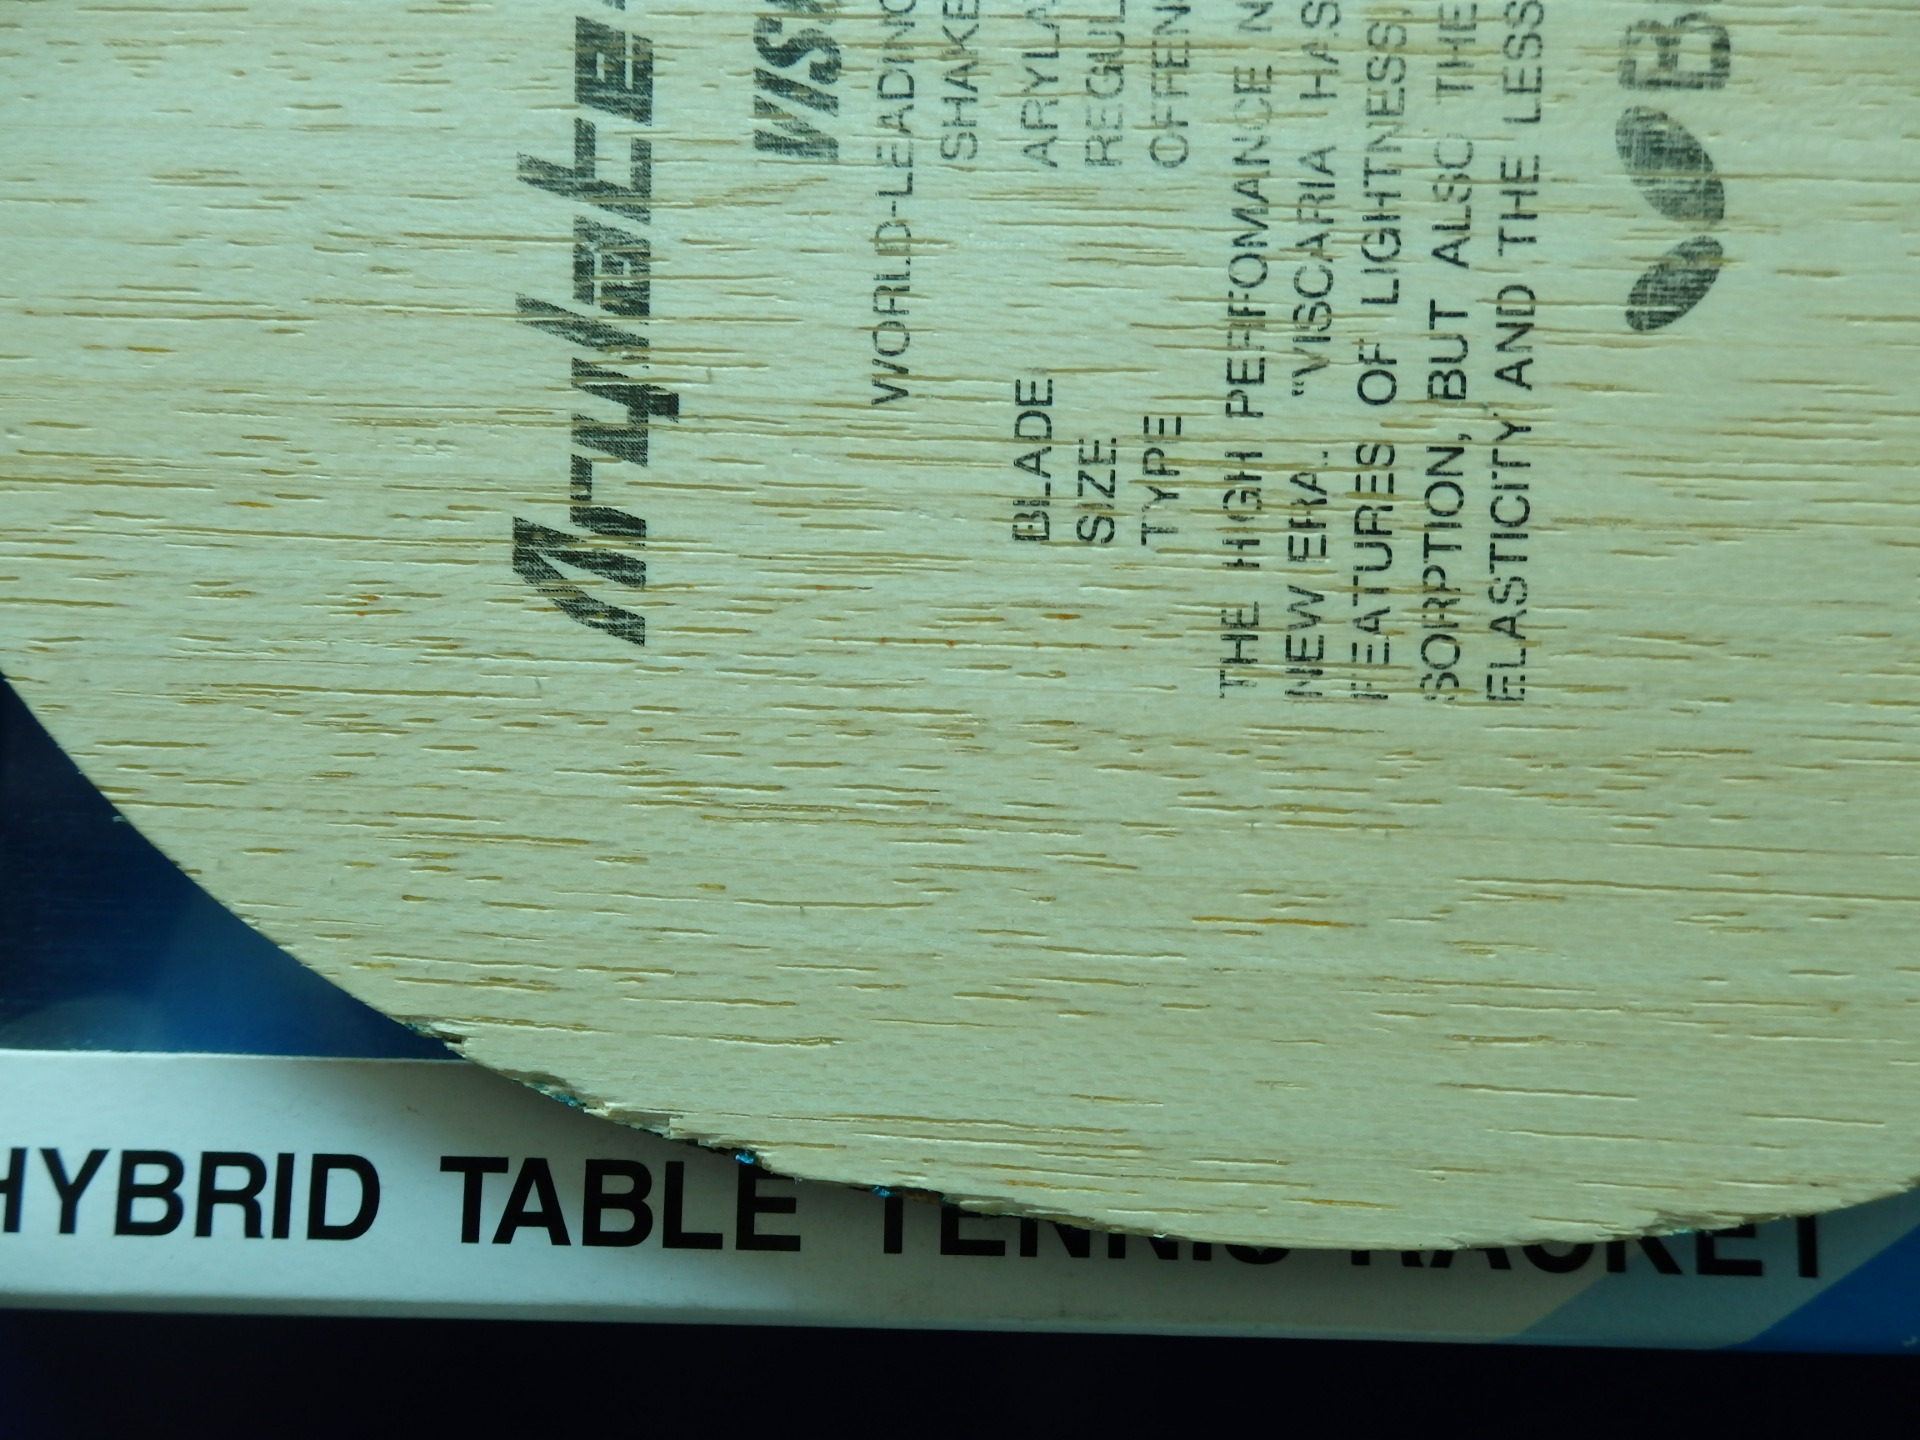 Arylate
VIS
WORLD-LEADING
SHAKE
BLADE ARYLA
SIZE REGUL
TYPE OFFEN
THE HIGH PERFOMANCE N
NEW ERA. "VISCARIA HAS
FEATURES OF LIGHTNESS,
SORPTION, BUT ALSO THE
ELASTICITY AND THE LESS
B
HYBRID TABLE TENNIS RACKET